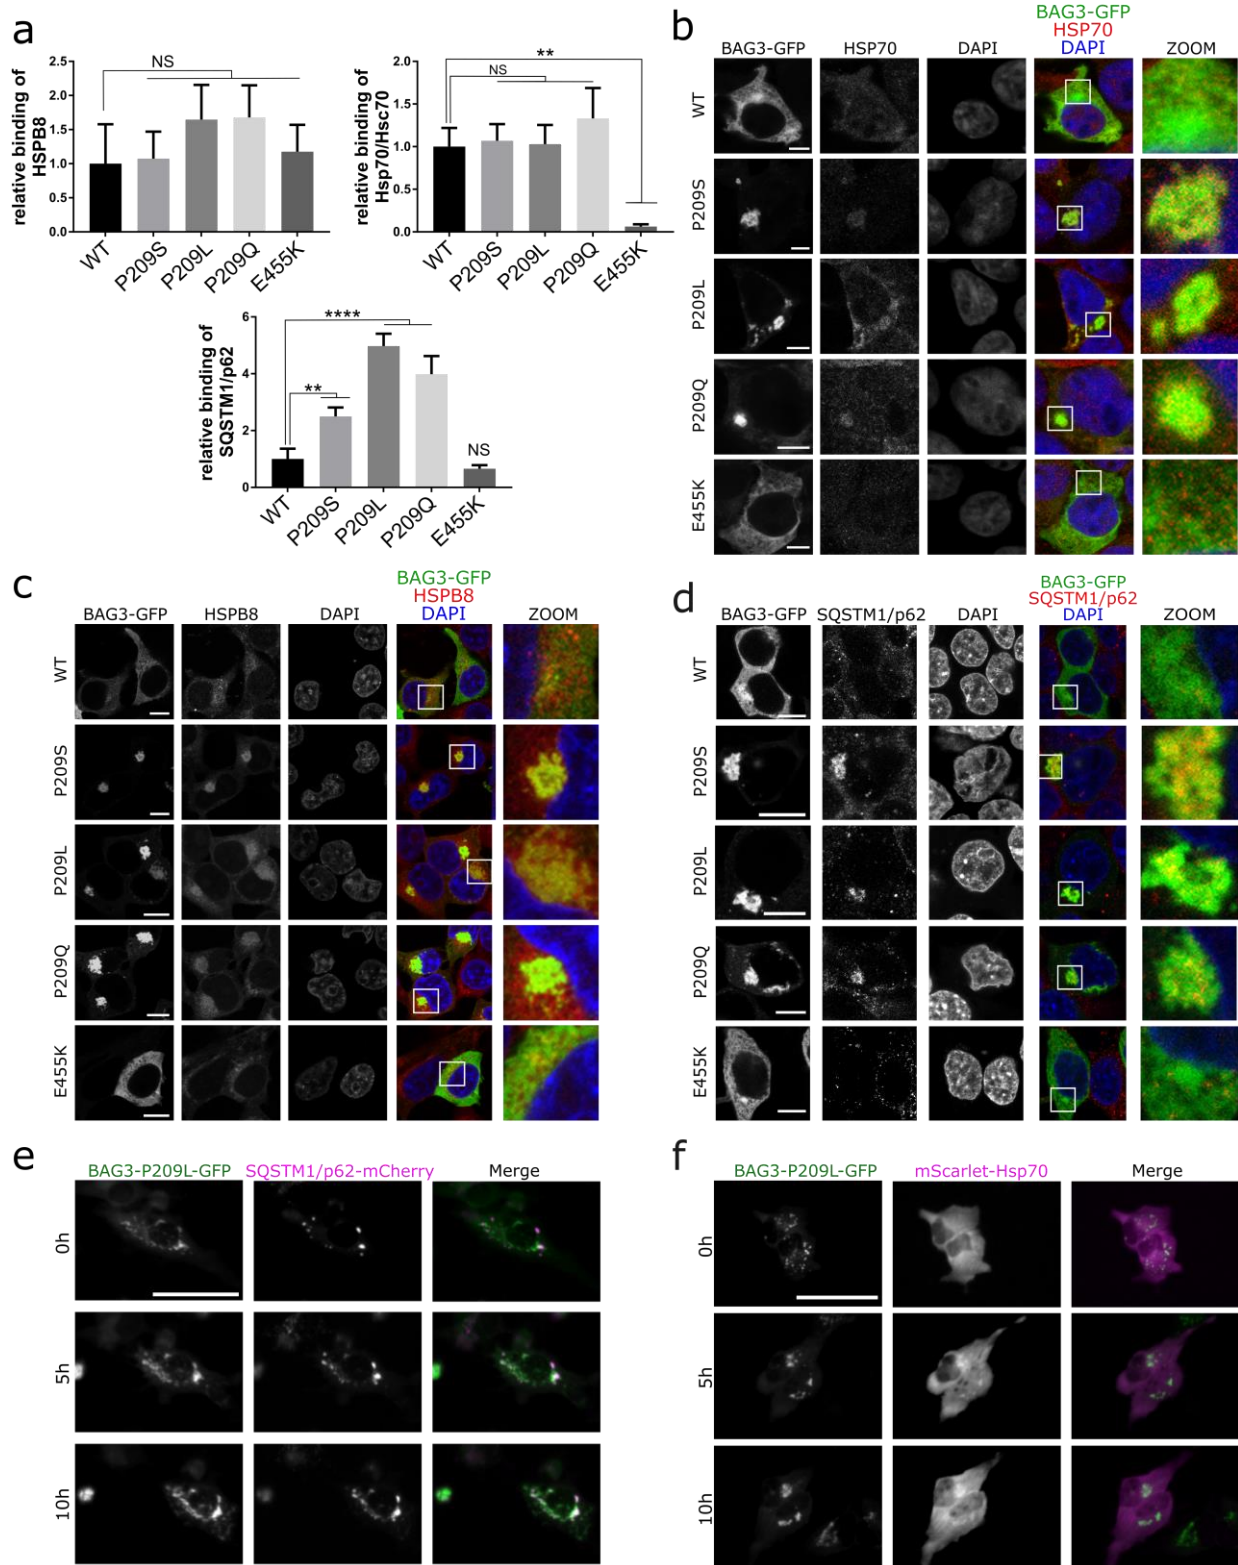 a
relative binding of
HSPB8
2.5
2.0
1.5
1.0
0.5
0.0
NS
WT
P209S
P209L
P209Q
E455K
relative binding of
Hsp70/Hsc70
2.0
1.5
1.0
0.5
0.0
**
NS
WT
P209S
P209L
P209Q
E455K
relative binding of
SQSTM1/p62
6
4
2
0
****
**
NS
WT
P209S
P209L
P209Q
E455K
b
BAG3-GFP
HSP70
DAPI
BAG3-GFP
HSP70
DAPI
ZOOM
WT
P209S
P209L
P209Q
E455K
c
BAG3-GFP
HSPB8
DAPI
BAG3-GFP
HSPB8
DAPI
ZOOM
WT
P209S
P209L
P209Q
E455K
d
BAG3-GFP
SQSTM1/p62
DAPI
BAG3-GFP
SQSTM1/p62
DAPI
ZOOM
WT
P209S
P209L
P209Q
E455K
e
BAG3-P209L-GFP
SQSTM1/p62-mCherry
Merge
0h
5h
10h
f
BAG3-P209L-GFP
mScarlet-Hsp70
Merge
0h
5h
10h